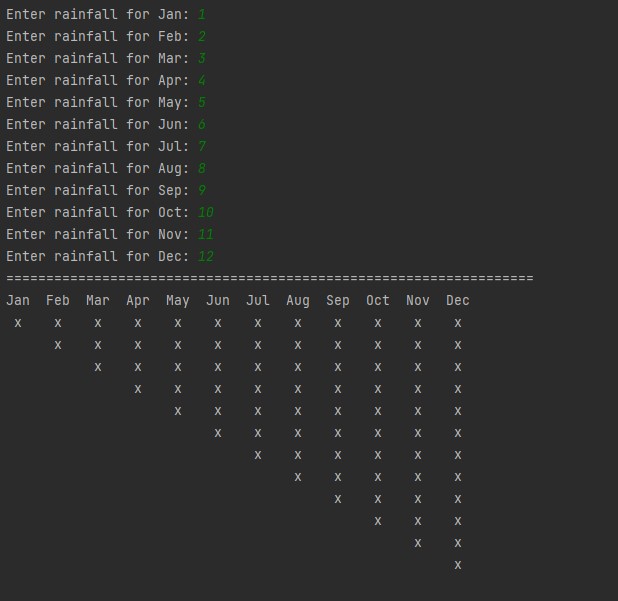 Enter rainfall for Jan: 1
Enter rainfall for Feb: 2
Enter rainfall for Mar: 3
Enter rainfall for Apr: 4
Enter rainfall for May: 5
Enter rainfall for Jun: 6
Enter rainfall for Jul: 7
Enter rainfall for Aug: 8
Enter rainfall for Sep: 9
Enter rainfall for Oct: 10
Enter rainfall for Nov: 11
Enter rainfall for Dec: 12
==================================================================
Jan  Feb  Mar  Apr  May  Jun  Jul  Aug  Sep  Oct  Nov  Dec
 x    x    x    x    x    x    x    x    x    x    x    x
      x    x    x    x    x    x    x    x    x    x    x
           x    x    x    x    x    x    x    x    x    x
                x    x    x    x    x    x    x    x    x
                     x    x    x    x    x    x    x    x
                          x    x    x    x    x    x    x
                               x    x    x    x    x    x
                                    x    x    x    x    x
                                         x    x    x    x
                                              x    x    x
                                                   x    x
                                                        x